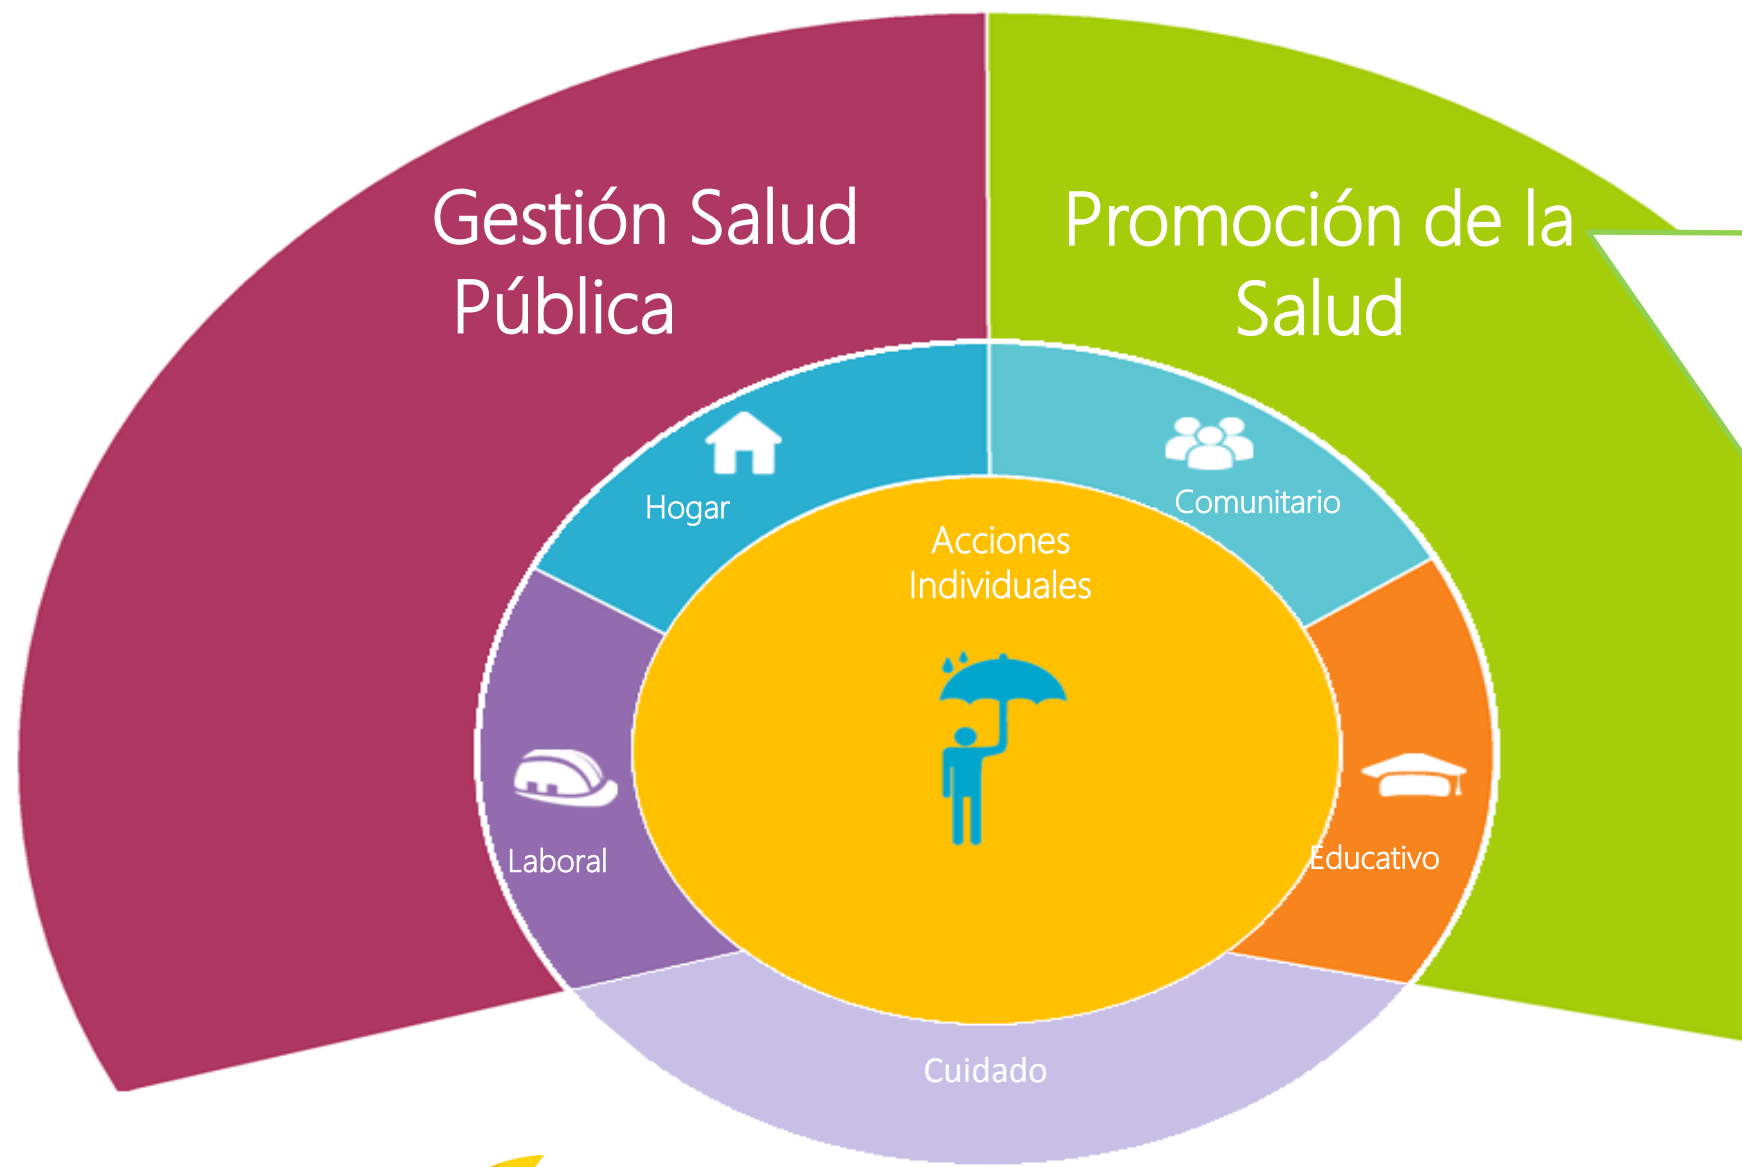 Gestión Salud
Pública
Promoción de la
Salud
Hogar
Comunitario
Acciones
Individuales
Laboral
Educativo
Cuidado